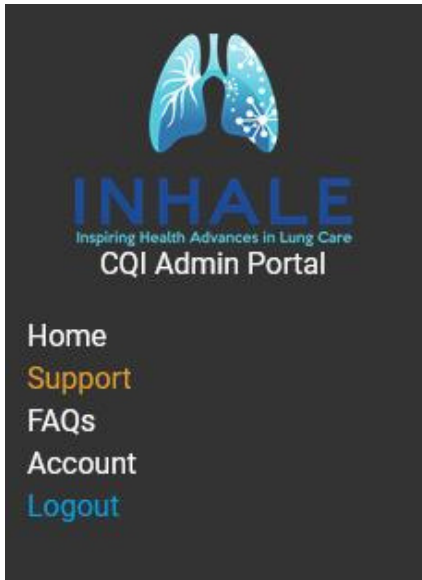 INHALE
Inspiring Health Advances in Lung Care
CQI Admin Portal
Home
Support
FAQs
Account
Logout